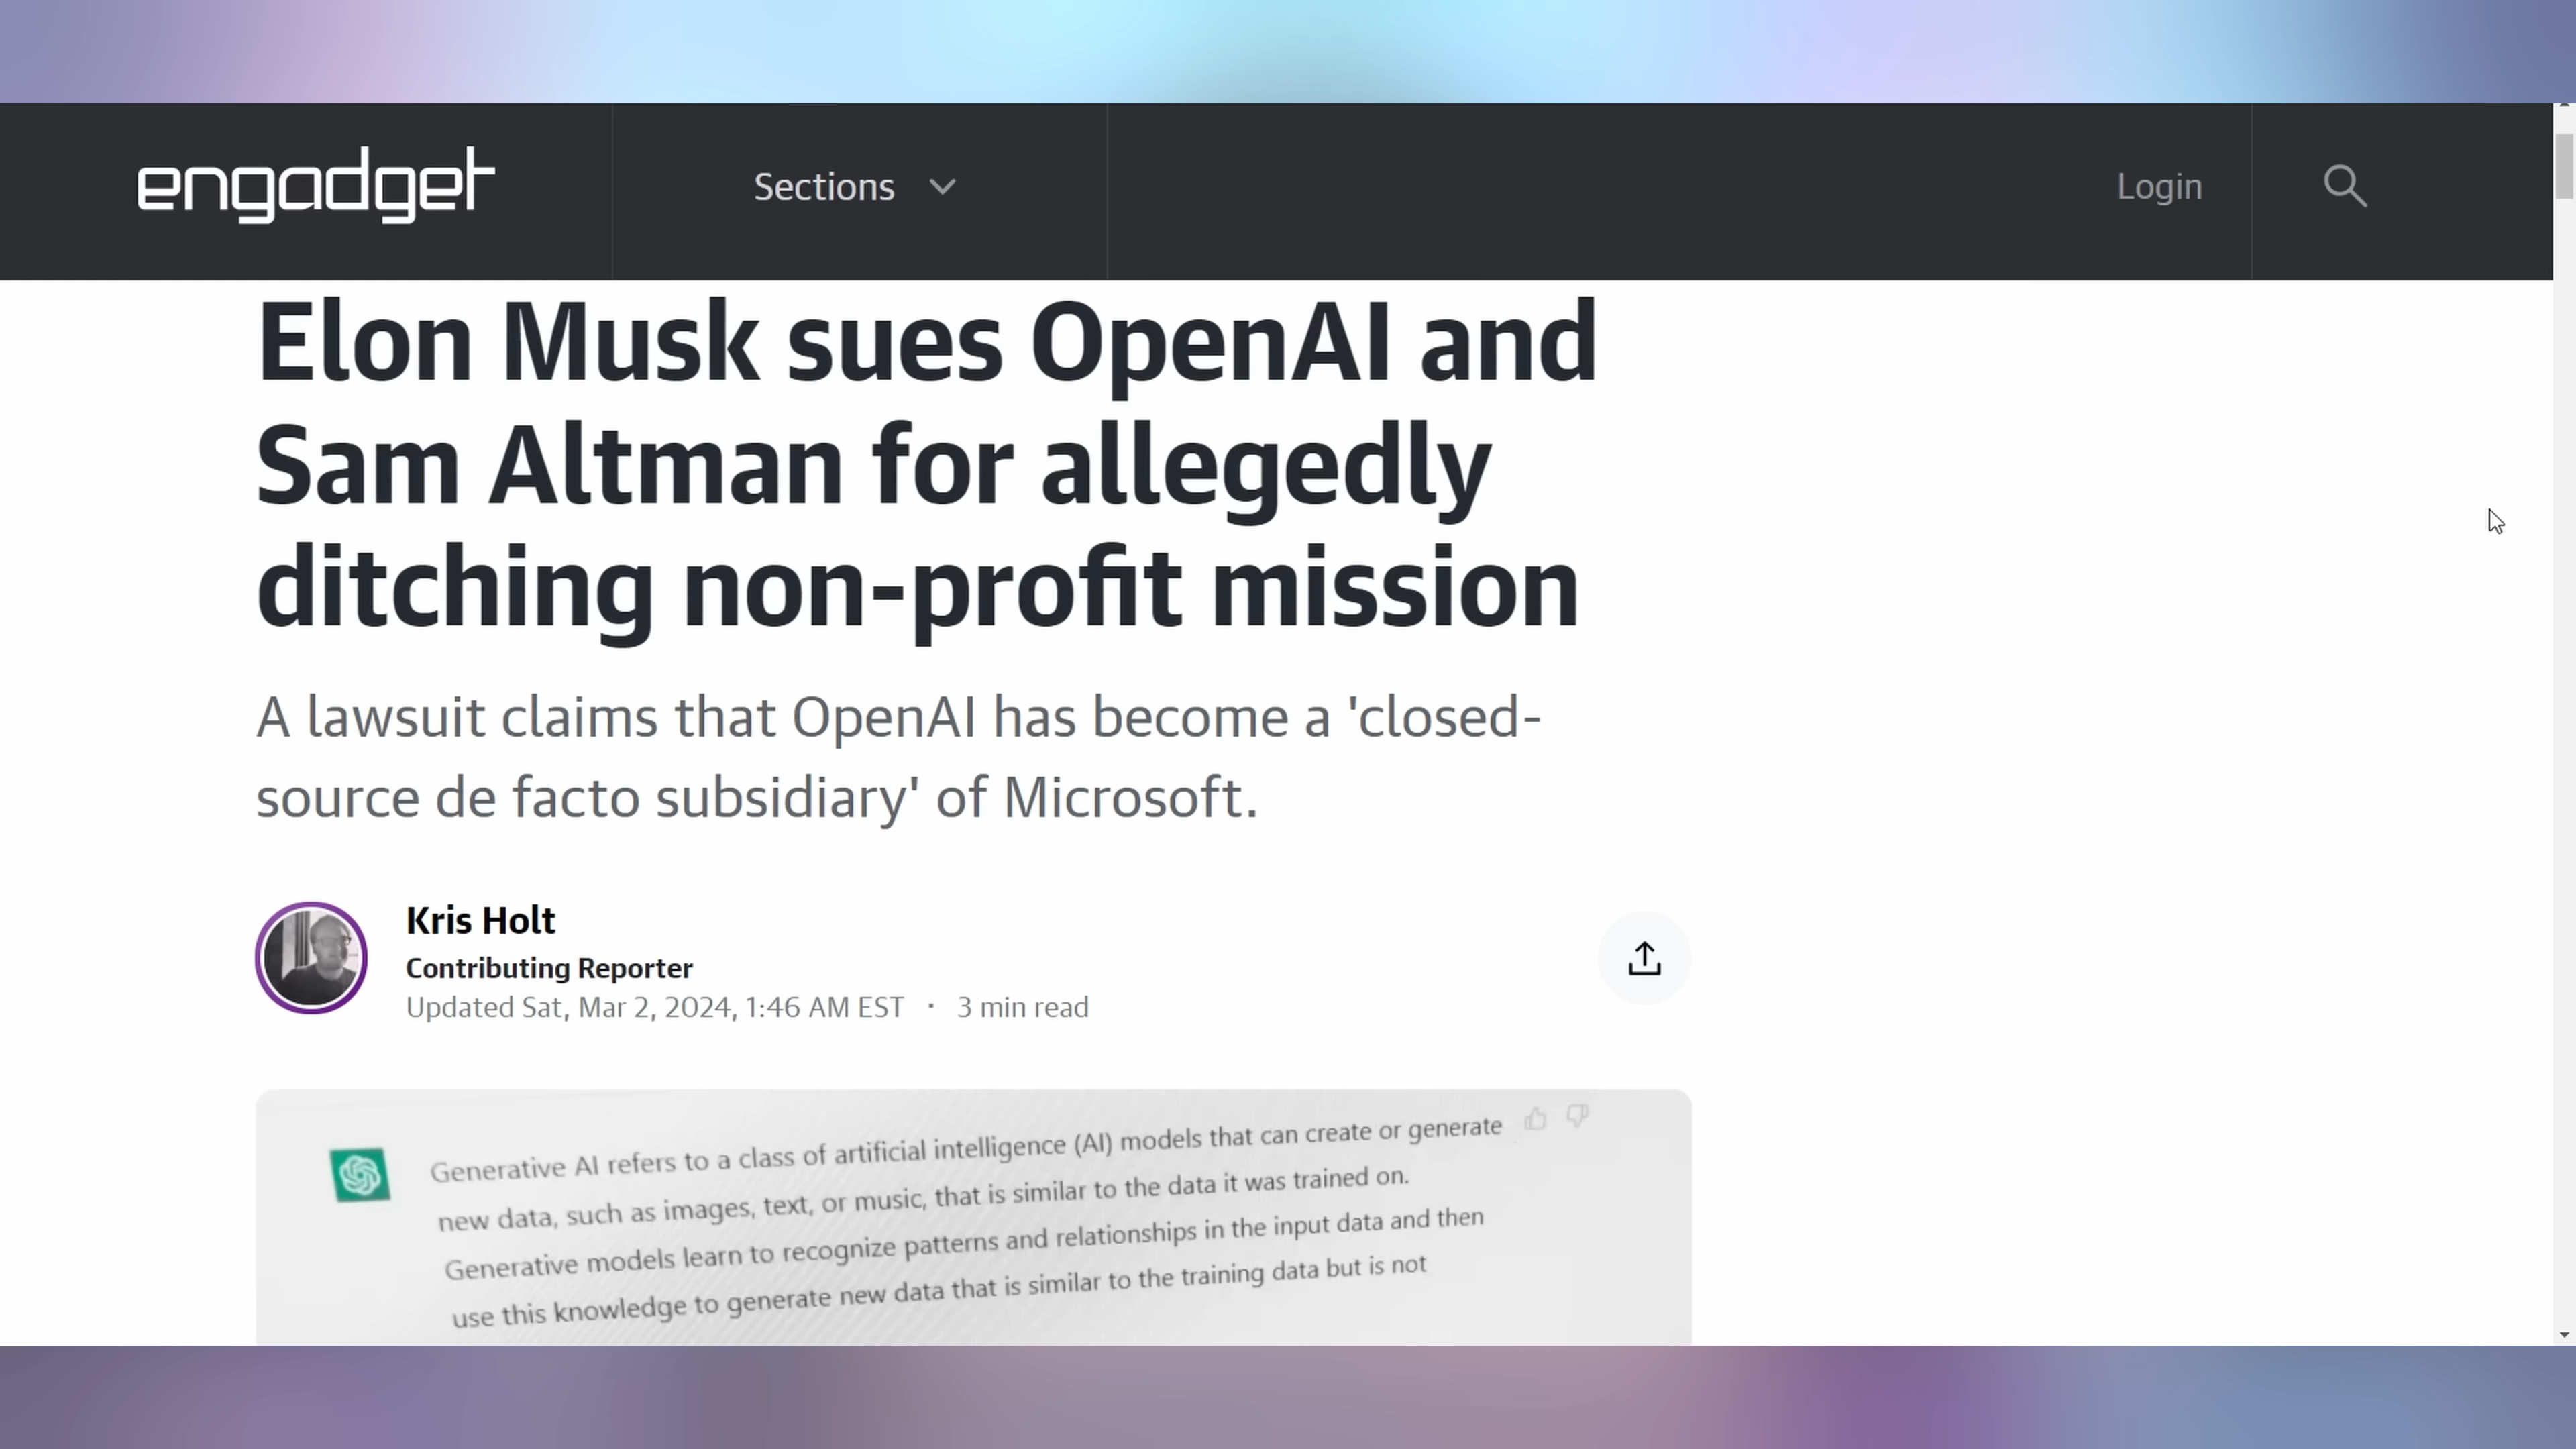 engadget
Sections
Login
Elon Musk sues OpenAI and
Sam Altman for allegedly
ditching non-profit mission
A lawsuit claims that OpenAI has become a 'closed-
source de facto subsidiary' of Microsoft.
Kris Holt
Contributing Reporter
Updated Sat, Mar 2, 2024, 1:46 AM EST · 3 min read
Generative AI refers to a class of artificial intelligence (AI) models that can create or generate
new data, such as images, text, or music, that is similar to the data it was trained on.
Generative models learn to recognize patterns and relationships in the input data and then
use this knowledge to generate new data that is similar to the training data but is not